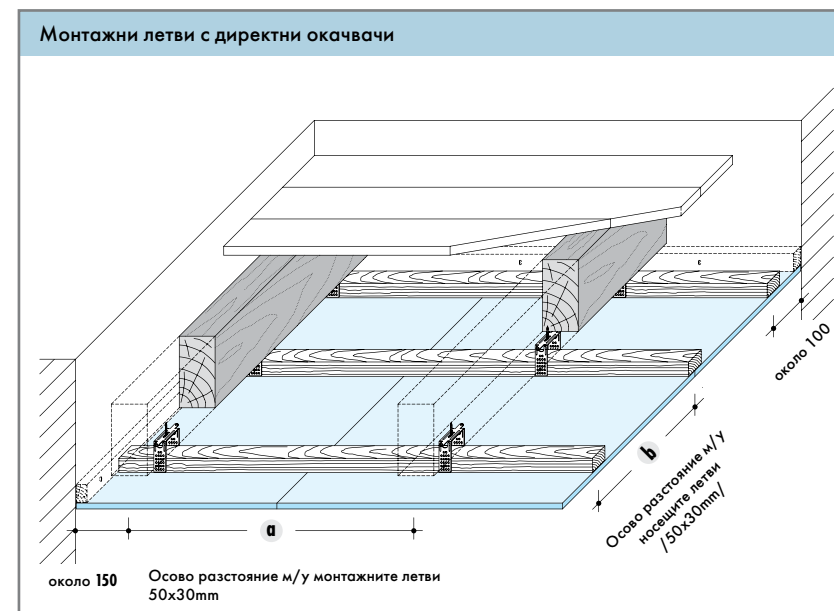 Монтажни летви с директни окачвачи
около 100
b
Осово разстояние м/у
носещите летви
/50x30mm/
a
около 150
Осово разстояние м/у монтажните летви
50x30mm